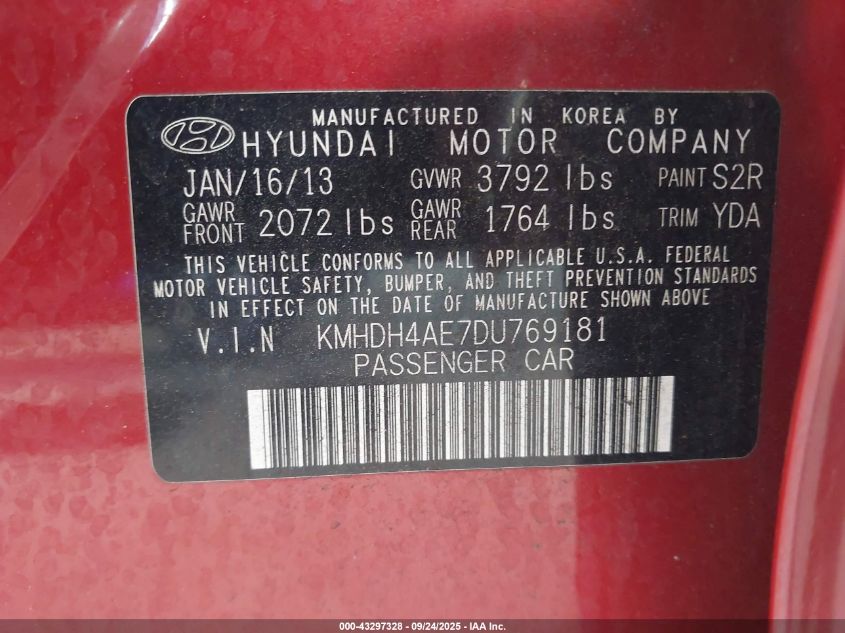 MANUFACTURED IN KOREA BY
HYUNDAI MOTOR COMPANY
JAN/16/13 GVWR 3792 lbs PAINT S2R
GAWR FRONT 2072 lbs GAWR REAR 1764 lbs TRIM YDA
THIS VEHICLE CONFORMS TO ALL APPLICABLE U.S.A. FEDERAL
MOTOR VEHICLE SAFETY, BUMPER, AND THEFT PREVENTION STANDARDS
IN EFFECT ON THE DATE OF MANUFACTURE SHOWN ABOVE
V.I.N KMHDH4AE7DU769181
PASSENGER CAR
000-43297328 - 09/24/2025 - IAA Inc.